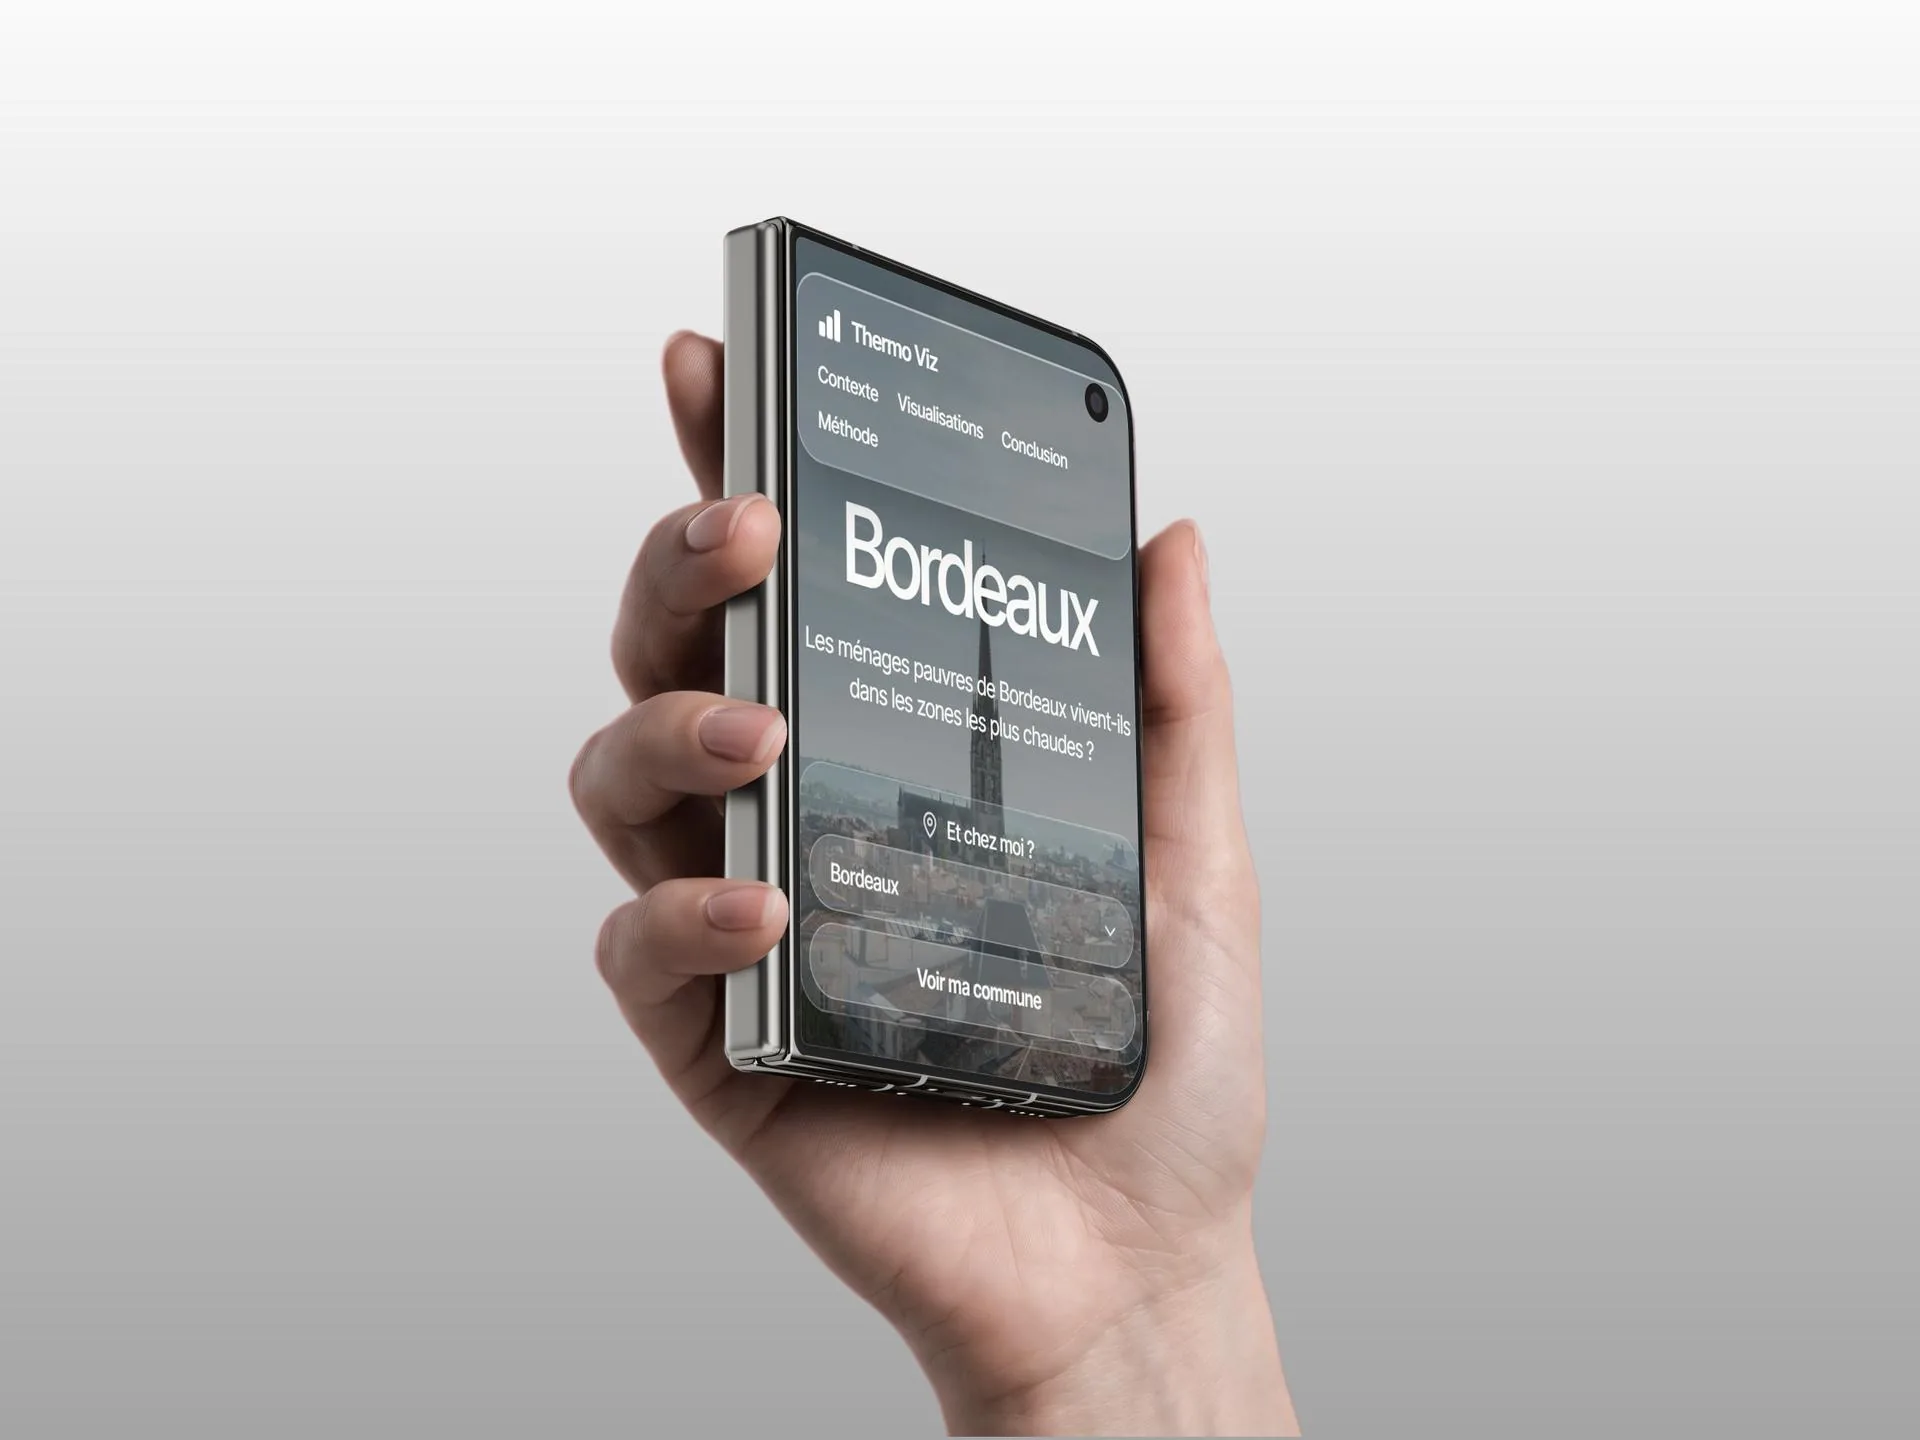 Thermo Viz
Contexte Visualisations Conclusion
Méthode
Bordeaux
Les ménages pauvres de Bordeaux vivent-ils
dans les zones les plus chaudes ?
Et chez moi ?
Bordeaux
Voir ma commune